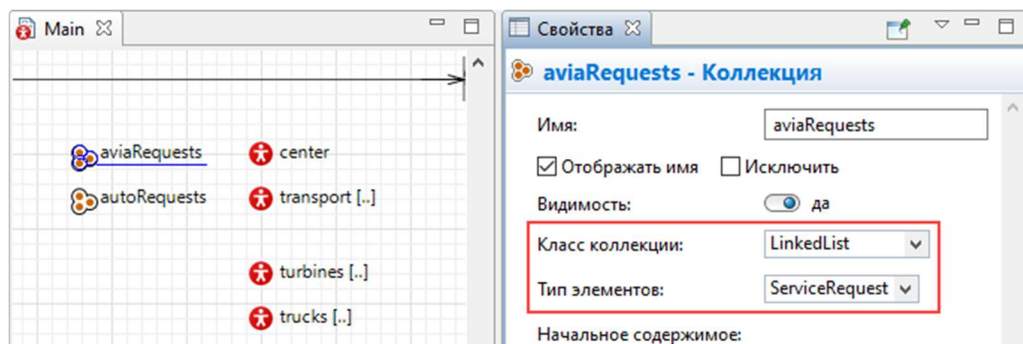 Main
aviaRequests
center
autoRequests
transport [..]
turbines [..]
trucks [..]
Свойства
aviaRequests - Коллекция
Имя: aviaRequests
Отображать имя Исключить
Видимость: да
Класс коллекции: LinkedList
Тип элементов: ServiceRequest
Начальное содержимое: